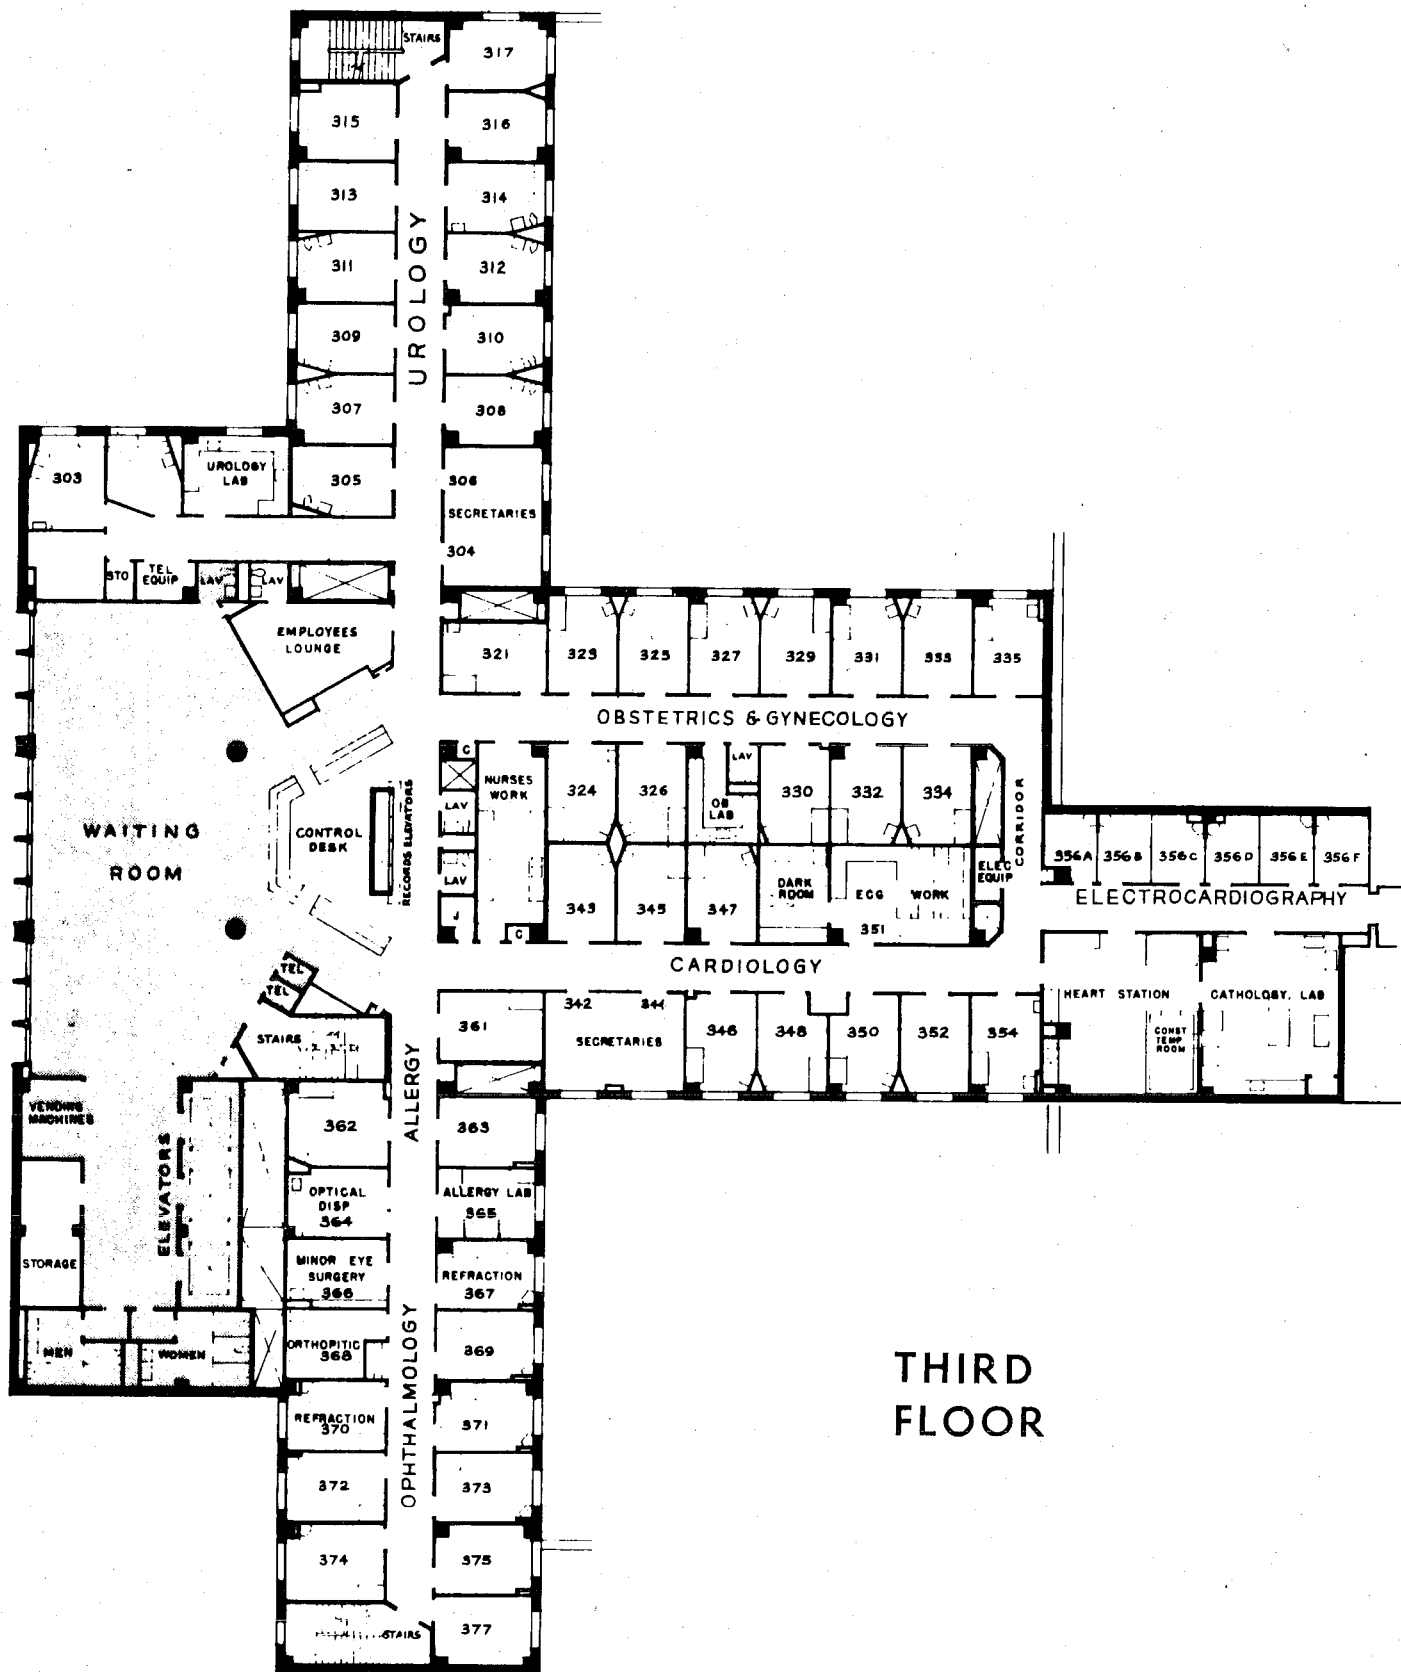 STAIRS
317
315
316
313
314
UROLOGY
311
312
309
310
307
308
303
UROLOGY
LAB
305
306
SECRETARIES
304
STO
TEL
EQUIP
LAV
LAV
EMPLOYEES
LOUNGE
321
323
325
327
329
331
333
335
OBSTETRICS & GYNECOLOGY
C
NURSES
WORK
LAV
LAV
J
C
324
326
OB
LAB
LAV
330
332
334
CORRIDOR
WAITING
ROOM
CONTROL
DESK
RECORDS ELEVATORS
343
345
347
DARK
ROOM
ECG
WORK
351
ELEC
EQUIP
356A
356B
356C
356D
356E
356F
ELECTROCARDIOGRAPHY
CARDIOLOGY
TEL
TEL
STAIRS
361
342
344
SECRETARIES
346
348
350
352
354
HEART STATION
CONST
TEMP
ROOM
CATHOLOGY. LAB
ALLERGY
VENDING
MACHINES
ELEVATORS
362
363
OPTICAL
DISP
364
ALLERGY LAB
365
STORAGE
MINOR EYE
SURGERY
366
REFRACTION
367
MEN
WOMEN
ORTHOPITIC
368
369
OPHTHALMOLOGY
REFRACTION
370
371
372
373
374
375
STAIRS
377
THIRD
FLOOR